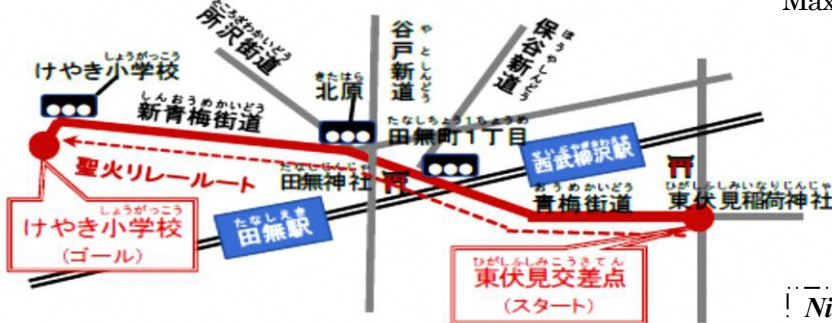 Max
ところざわかいどう
所沢街道
やとしんどう
谷戸新道
ほうやしんどう
保谷新道
しょうがっこう
けやき小学校
しんおうめかいどう
新青梅街道
きたはら
北原
たなしちょう1ちょうめ
田無町1丁目
せいぶやぎさわえき
西武柳沢駅
聖火リレールート
たなしじんじゃ
田無神社
おうめかいどう
青梅街道
ひがしふしみいなりじんじゃ
東伏見稲荷神社
しょうがっこう
けやき小学校
(ゴール)
たなしえき
田無駅
ひがしふしみこうさてん
東伏見交差点
(スタート)
Ni